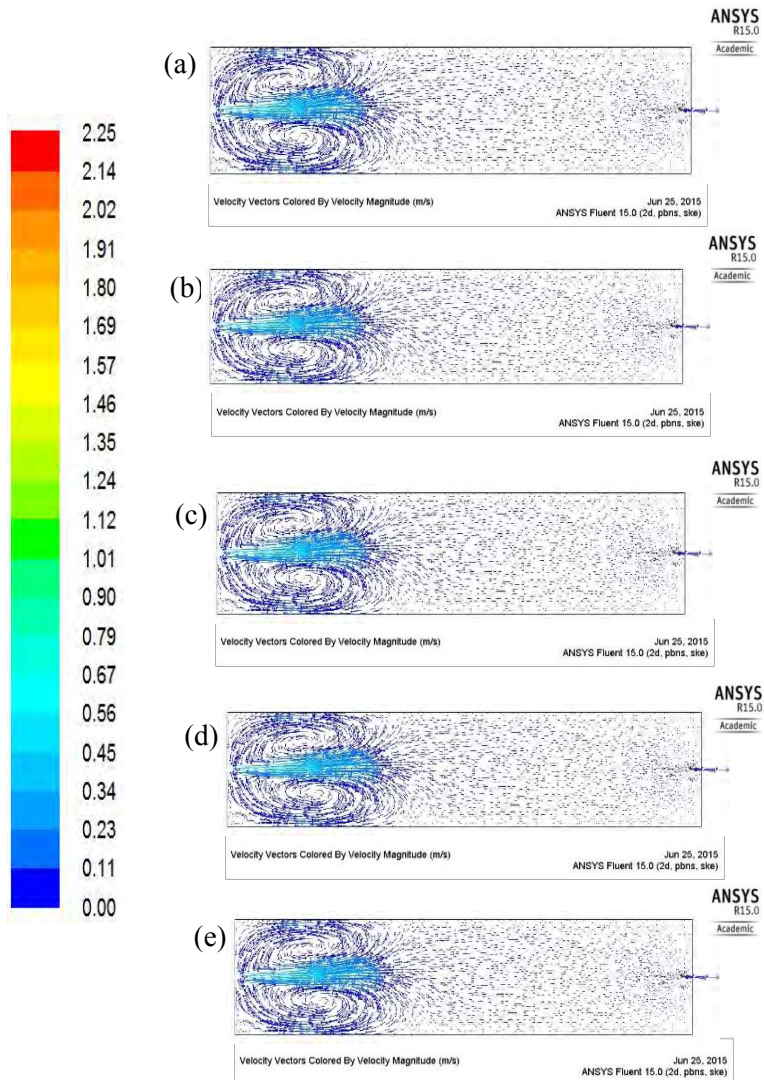 ANSYS
R15.0
Academic
(a)
Velocity Vectors Colored By Velocity Magnitude (m/s)
Jun 25, 2015
ANSYS Fluent 15.0 (2d, pbns, ske)
2.25
2.14
2.02
1.91
1.80
1.69
1.57
1.46
1.35
1.24
1.12
1.01
0.90
0.79
0.67
0.56
0.45
0.34
0.23
0.11
0.00
ANSYS
R15.0
Academic
(b)
Velocity Vectors Colored By Velocity Magnitude (m/s)
Jun 25, 2015
ANSYS Fluent 15.0 (2d, pbns, ske)
ANSYS
R15.0
Academic
(c)
Velocity Vectors Colored By Velocity Magnitude (m/s)
Jun 25, 2015
ANSYS Fluent 15.0 (2d, pbns, ske)
ANSYS
R15.0
Academic
(d)
Velocity Vectors Colored By Velocity Magnitude (m/s)
Jun 25, 2015
ANSYS Fluent 15.0 (2d, pbns, ske)
ANSYS
R15.0
Academic
(e)
Velocity Vectors Colored By Velocity Magnitude (m/s)
Jun 25, 2015
ANSYS Fluent 15.0 (2d, pbns, ske)